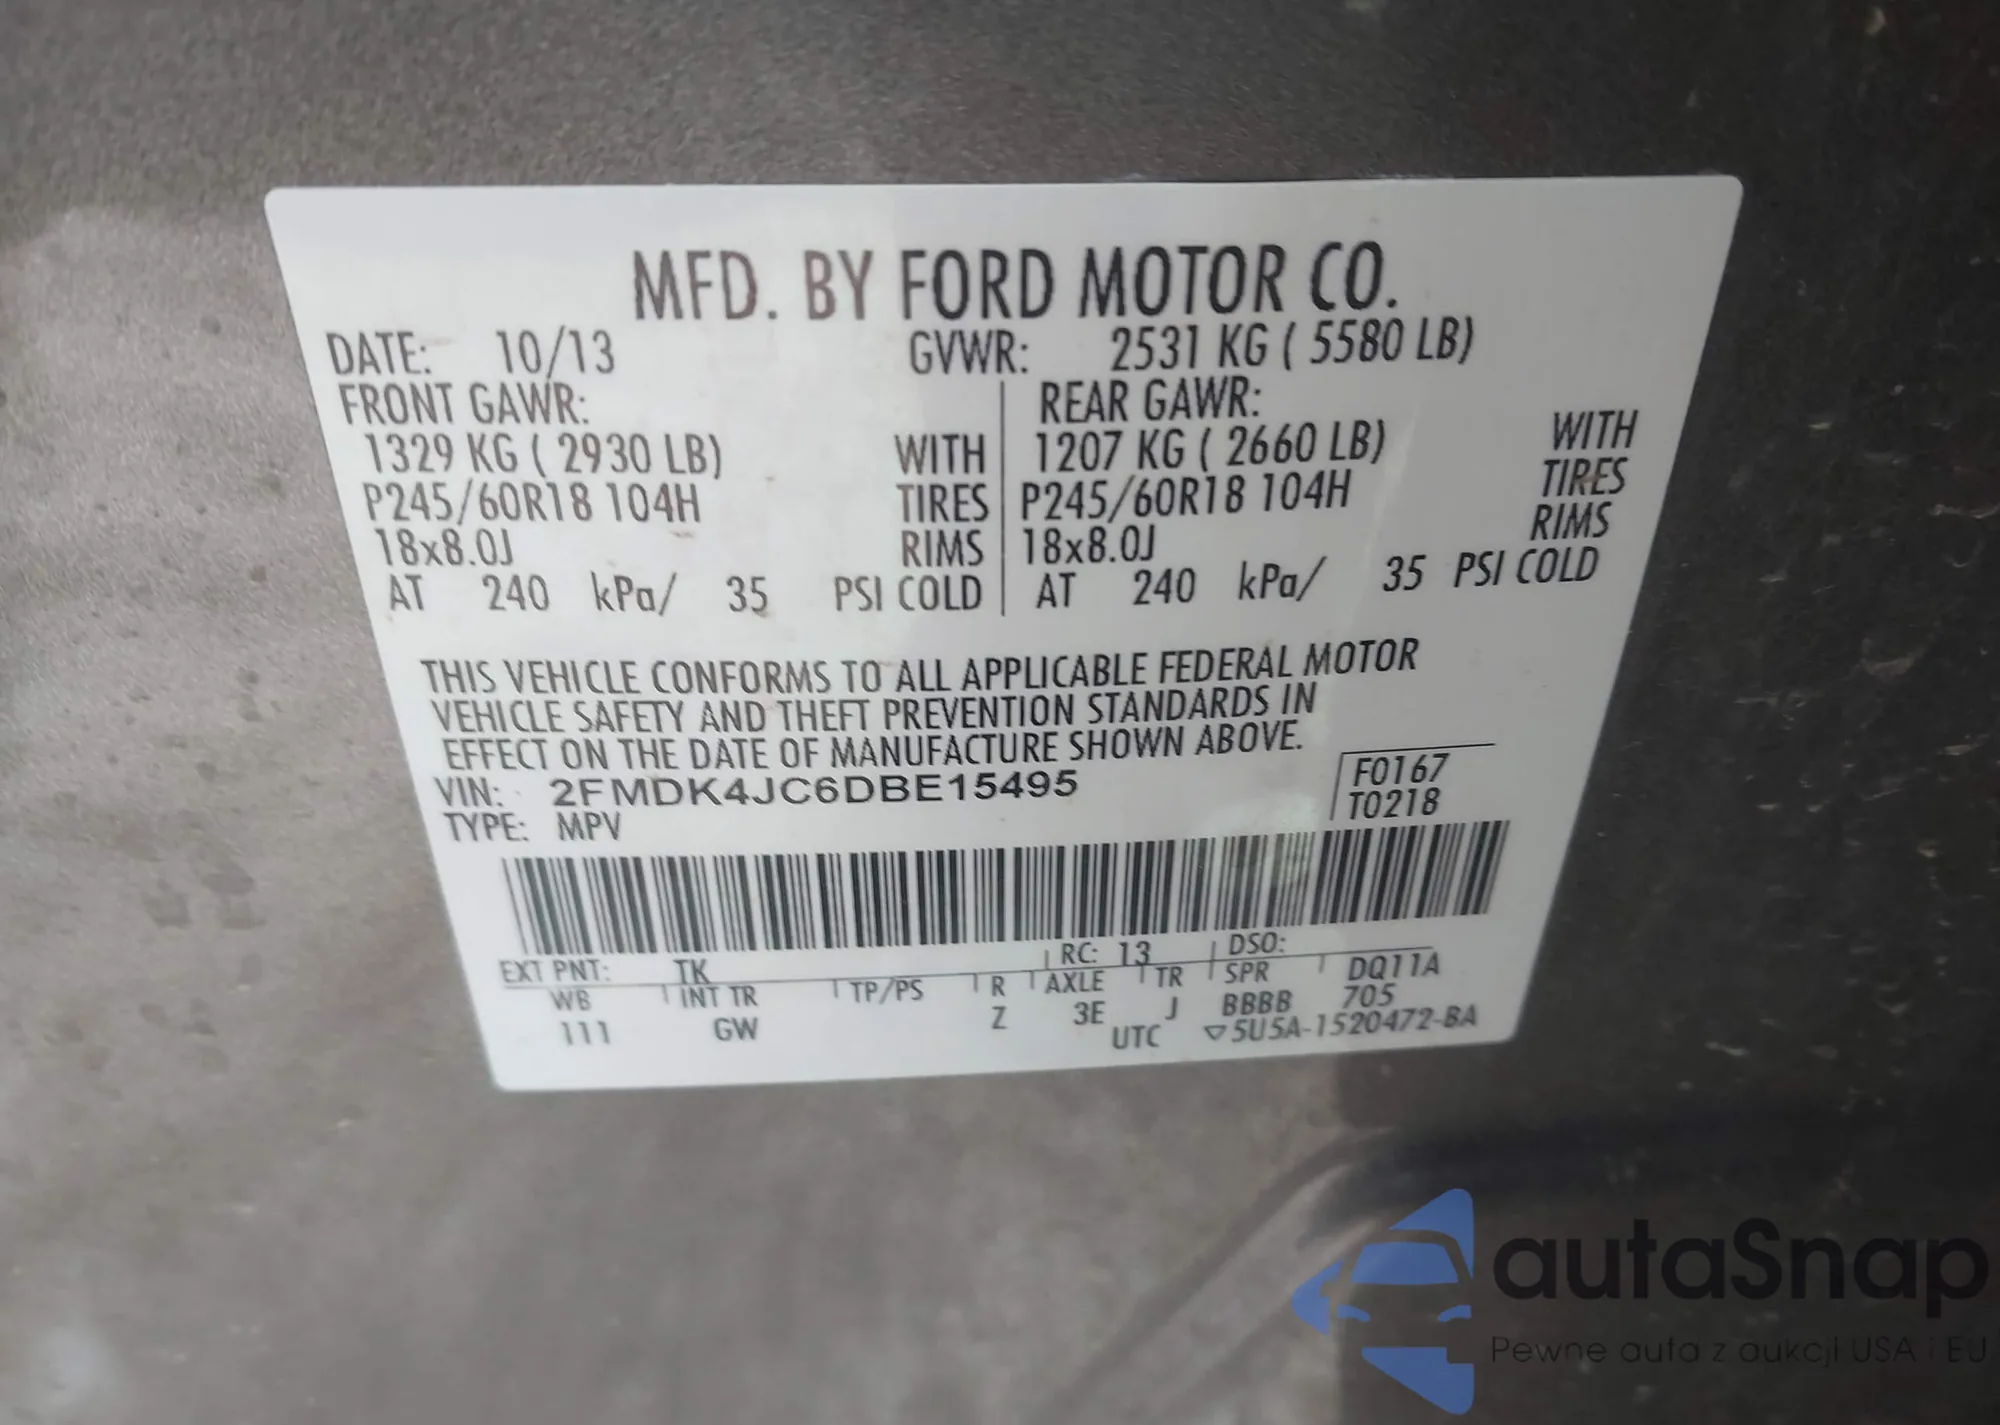 MFD. BY FORD MOTOR CO.
DATE: 10/13 GVWR: 2531 KG ( 5580 LB)
FRONT GAWR: REAR GAWR:
1329 KG ( 2930 LB) WITH 1207 KG ( 2660 LB) WITH
P245/60R18 104H TIRES P245/60R18 104H TIRES
18x8.0J RIMS 18x8.0J RIMS
AT 240 kPa/ 35 PSI COLD AT 240 kPa/ 35 PSI COLD
THIS VEHICLE CONFORMS TO ALL APPLICABLE FEDERAL MOTOR
VEHICLE SAFETY AND THEFT PREVENTION STANDARDS IN
EFFECT ON THE DATE OF MANUFACTURE SHOWN ABOVE.
VIN: 2FMDK4JC6DBE15495 F0167
TYPE: MPV T0218
EXT PNT: TK RC: 13 DSO:
WB INT TR TP/PS R AXLE TR SPR DQ11A
111 GW Z 3E J BBBB 705
UTC ▽5U5A-1520472-BA
autaSnap
Pewne auta z aukcji USA i EU